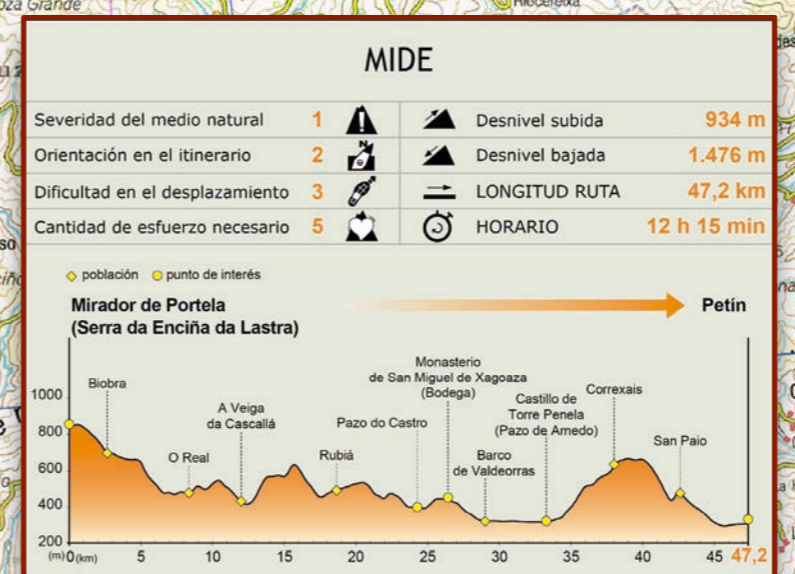 oza Grande
MIDE
Severidad del medio natural 1
Desnivel subida 934 m
Orientación en el itinerario 2
N
Desnivel bajada 1.476 m
Dificultad en el desplazamiento 3
LONGITUD RUTA 47,2 km
Cantidad de esfuerzo necesario 5
HORARIO 12 h 15 min
población punto de interés
Mirador de Portela
(Serra da Enciña da Lastra)
Petín
Biobra
O Real
A Veiga
da Cascallá
Rubiá
Pazo do Castro
Monasterio
de San Miguel de Xagoaza
(Bodega)
Barco
de Valdeorras
Castillo de
Torre Penela
(Pazo de Arnedo)
Correxais
San Paio
1000
800
600
400
200
(m) 0 (km) 5 10 15 20 25 30 35 40 45 47,2